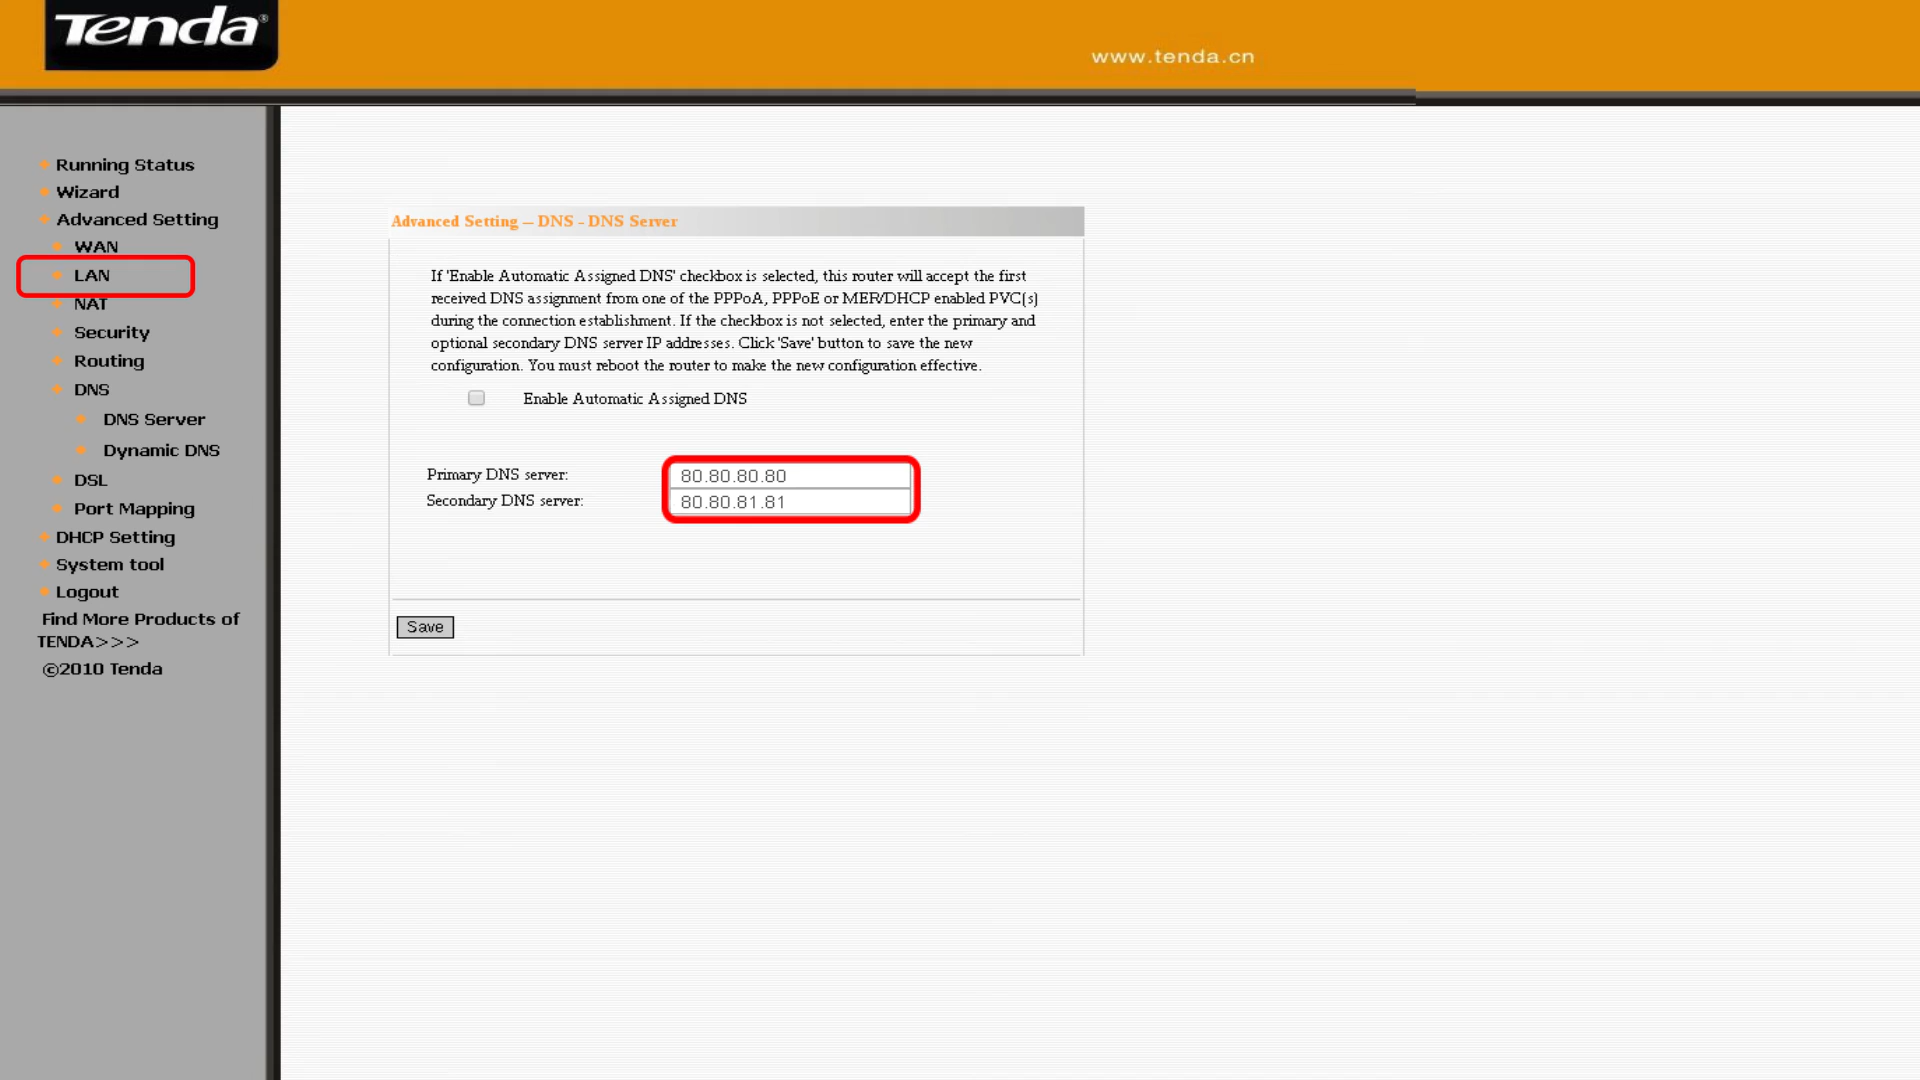 Tenda®
www.tenda.cn
Running Status
Wizard
Advanced Setting
WAN
LAN
NAT
Security
Routing
DNS
DNS Server
Dynamic DNS
DSL
Port Mapping
DHCP Setting
System tool
Logout
Find More Products of
TENDA>>>
©2010 Tenda
Advanced Setting -- DNS - DNS Server
If 'Enable Automatic Assigned DNS' checkbox is selected, this router will accept the first
received DNS assignment from one of the PPPoA, PPPoE or MER/DHCP enabled PVC(s)
during the connection establishment. If the checkbox is not selected, enter the primary and
optional secondary DNS server IP addresses. Click 'Save' button to save the new
configuration. You must reboot the router to make the new configuration effective.
Enable Automatic Assigned DNS
Primary DNS server: 80.80.80.80
Secondary DNS server: 80.80.81.81
Save